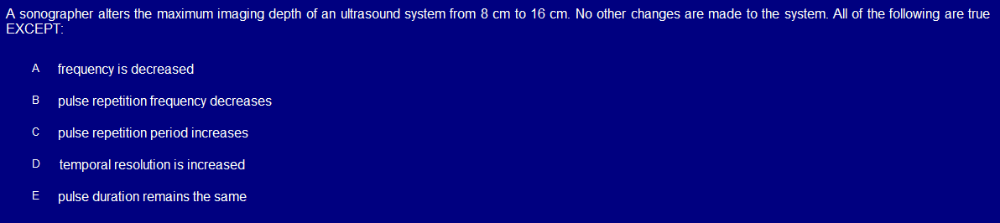 A sonographer alters the maximum imaging depth of an ultrasound system from 8 cm to 16 cm. No other changes are made to the system. All of the following are true
EXCEPT:
A frequency is decreased
B pulse repetition frequency decreases
C pulse repetition period increases
D temporal resolution is increased
E pulse duration remains the same